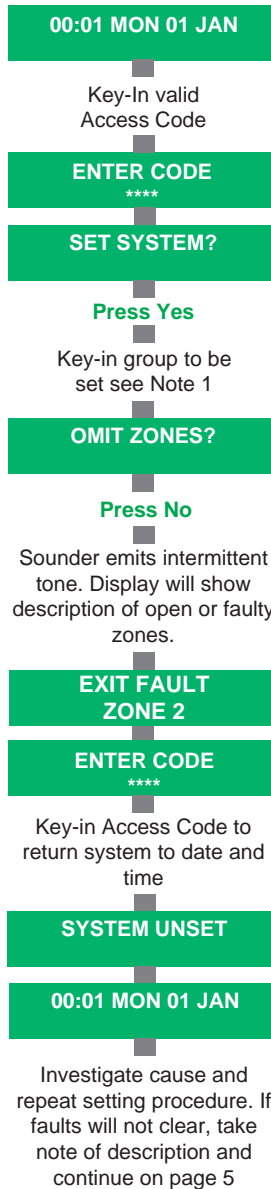 00:01 MON 01 JAN
Key-In valid
Access Code
ENTER CODE
****
SET SYSTEM?
Press Yes
Key-in group to be
set see Note 1
OMIT ZONES?
Press No
Sounder emits intermittent
tone. Display will show
description of open or faulty
zones.
EXIT FAULT
ZONE 2
ENTER CODE
****
Key-in Access Code to
return system to date and
time
SYSTEM UNSET
00:01 MON 01 JAN
Investigate cause and
repeat setting procedure. If
faults will not clear, take
note of description and
continue on page 5